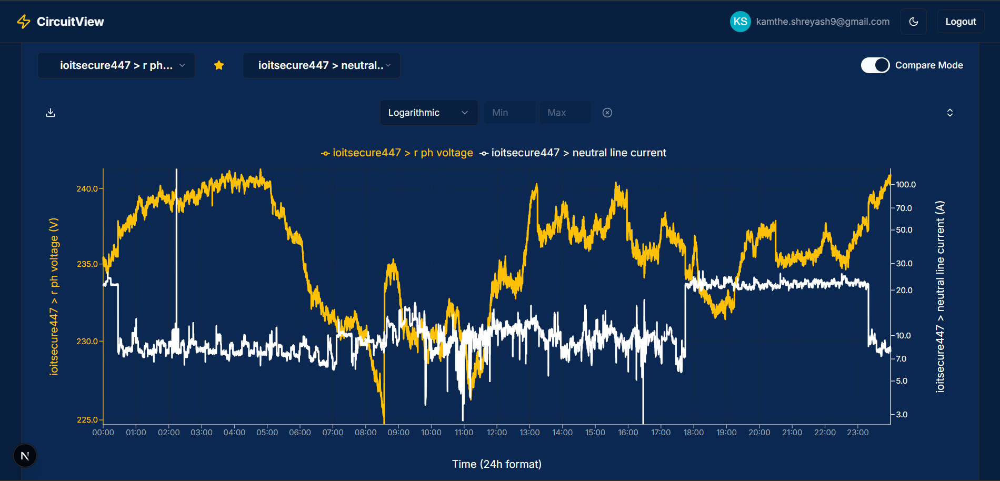 CircuitView
KS kamthe.shreyash9@gmail.com Logout
ioitsecure447 > r ph... ioitsecure447 > neutral.. Compare Mode
Logarithmic Min Max
ioitsecure447 > r ph voltage ioitsecure447 > neutral line current
ioitsecure447 > r ph voltage (V)
240.0
235.0
230.0
225.0
100.0
70.0
50.0
30.0
20.0
10.0
7.0
5.0
3.0
ioitsecure447 > neutral line current (A)
00:00 01:00 02:00 03:00 04:00 05:00 06:00 07:00 08:00 09:00 10:00 11:00 12:00 13:00 14:00 15:00 16:00 17:00 18:00 19:00 20:00 21:00 22:00 23:00
N
Time (24h format)